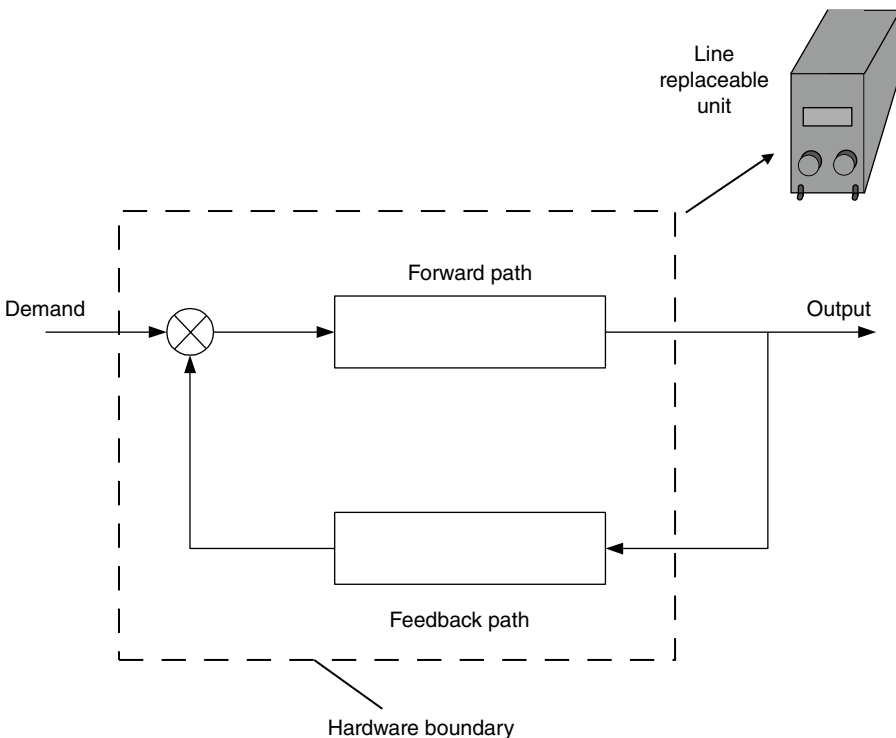 Line
replaceable
unit
Forward path
Demand
Output
Feedback path
Hardware boundary